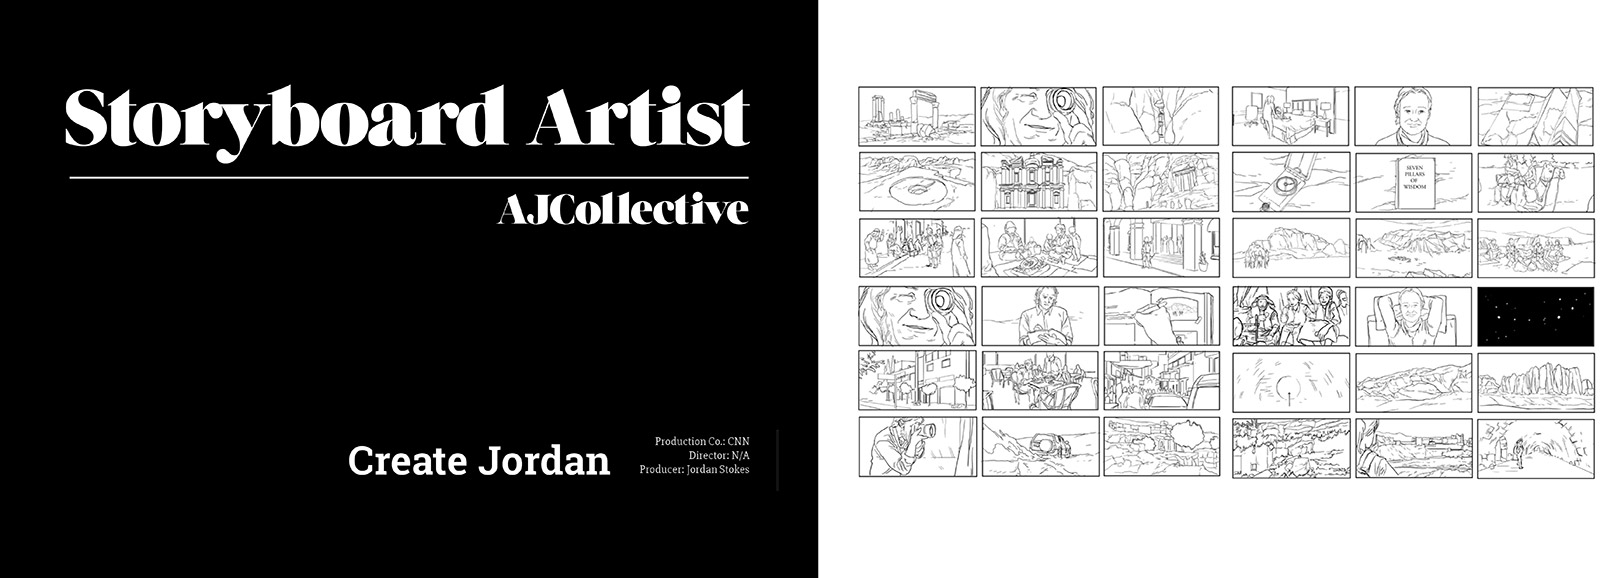 Storyboard Artist
AJCollective
Create Jordan
Production Co.: CNN
Director: N/A
Producer: Jordan Stokes
SEVEN
PILLARS
OF
WISDOM